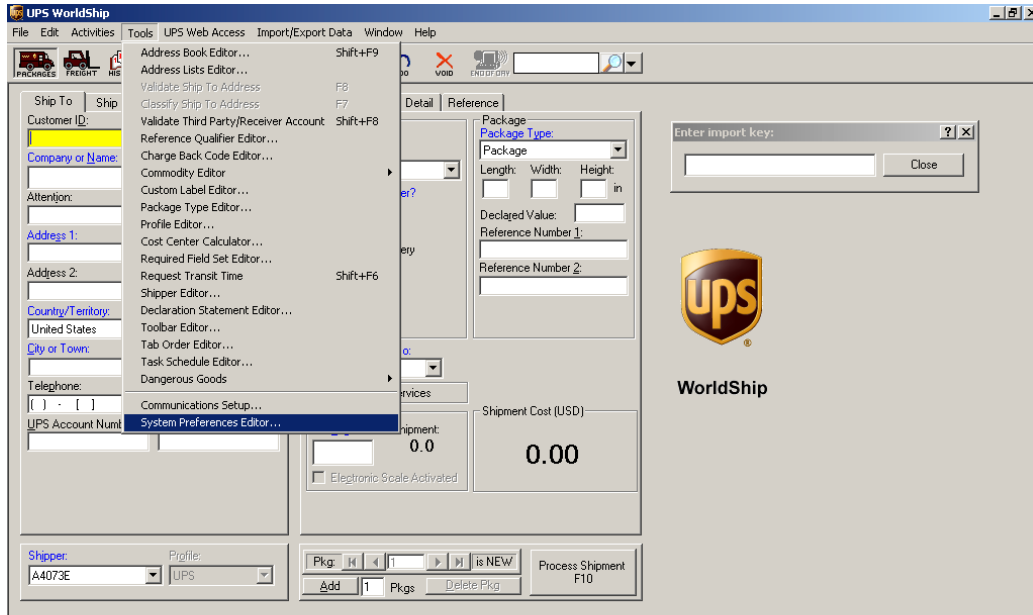 UPS WorldShip
File Edit Activities Tools UPS Web Access Import/Export Data Window Help
PACKAGES FREIGHT HIS VOID END OF DAY
Address Book Editor... Shift+F9
Address Lists Editor...
Validate Ship To Address F8
Classify Ship To Address F7
Validate Third Party/Receiver Account Shift+F8
Reference Qualifier Editor...
Charge Back Code Editor...
Commodity Editor
Custom Label Editor...
Package Type Editor...
Profile Editor...
Cost Center Calculator...
Required Field Set Editor...
Request Transit Time Shift+F6
Shipper Editor...
Declaration Statement Editor...
Toolbar Editor...
Tab Order Editor...
Task Schedule Editor...
Dangerous Goods
Communications Setup...
System Preferences Editor...
Ship To Ship
Customer ID:
Company or Name:
Attention:
Address 1:
Address 2:
Country/Territory:
United States
City or Town:
Telephone:
( ) - [ ]
UPS Account Numb
Detail Reference
er?
ery
o:
ervices
hipment:
0.0
Electronic Scale Activated
Package
Package Type:
Package
Length: Width: Height:
in
Declared Value:
Reference Number 1:
Reference Number 2:
Shipment Cost (USD)
0.00
Enter import key: ? X
Close
ups
WorldShip
Shipper: Profile:
A4073E UPS
Pkg: 1 is NEW
Add 1 Pkgs Delete Pkg
Process Shipment
F10